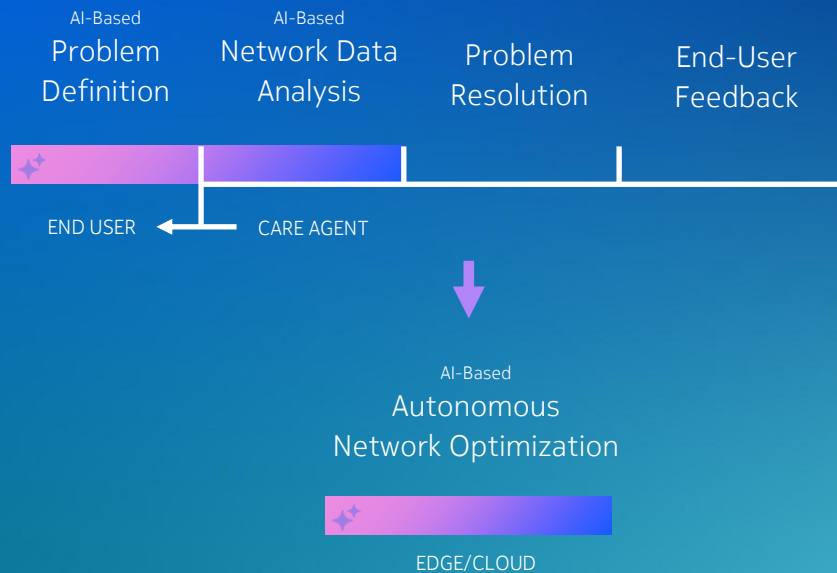 AI-Based
Problem
Definition
AI-Based
Network Data
Analysis
Problem
Resolution
End-User
Feedback
END USER
CARE AGENT
AI-Based
Autonomous
Network Optimization
EDGE/CLOUD